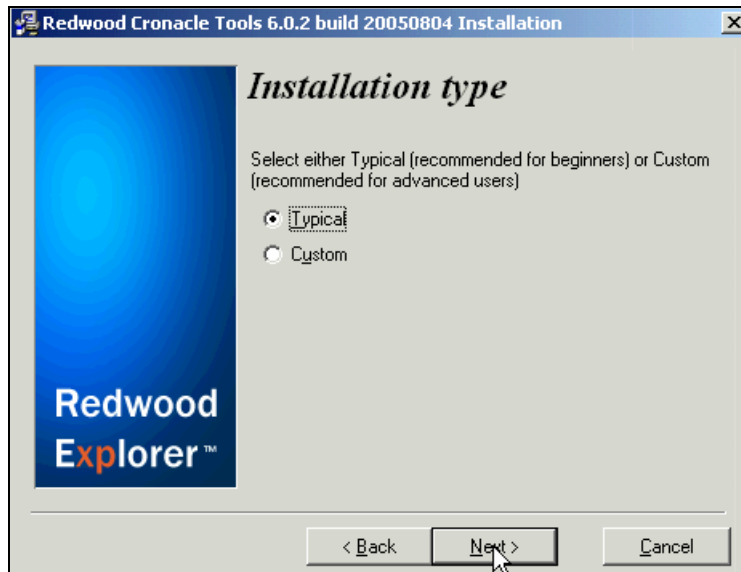 Redwood Cronacle Tools 6.0.2 build 20050804 Installation
Installation type
Select either Typical (recommended for beginners) or Custom
(recommended for advanced users)
Typical
Custom
Redwood
Explorer™
< Back
Next >
Cancel